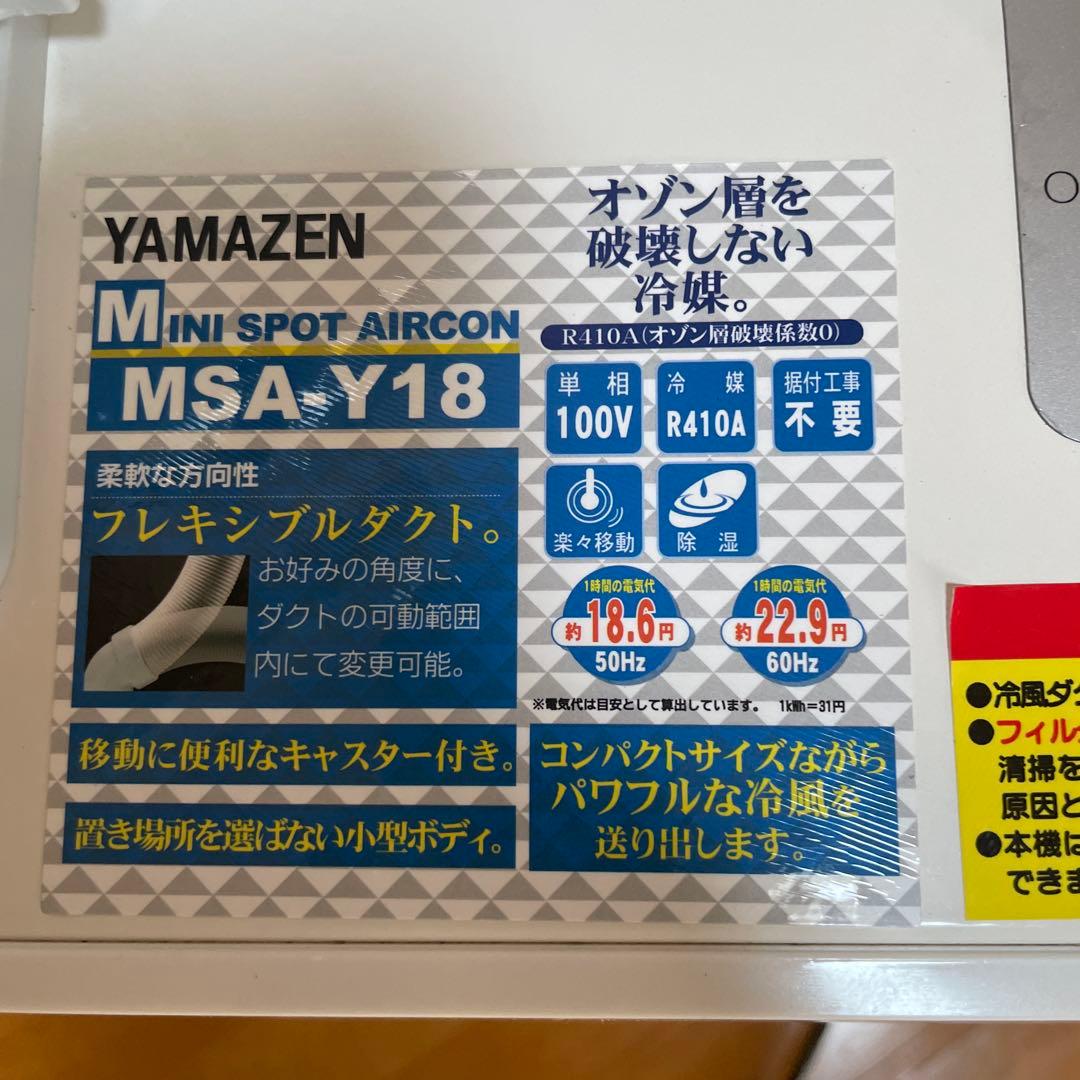 YAMAZEN
MINI SPOT AIRCON
MSA-Y18
柔軟な方向性
フレキシブルダクト。
お好みの角度に、
ダクトの可動範囲
内にて変更可能。
移動に便利なキャスター付き。
置き場所を選ばない小型ボディ。
オゾン層を
破壊しない
冷媒。
R410A(オゾン層破壊係数0)
単相
100V
冷媒
R410A
据付工事
不要
楽々移動
除湿
1時間の電気代
約18.6円
50Hz
1時間の電気代
約22.9円
60Hz
※電気代は目安として算出しています。 1kWh=31円
コンパクトサイズながら
パワフルな冷風を
送り出します。
●冷風ダ
●フィル
清掃を
原因と
●本機は
できま